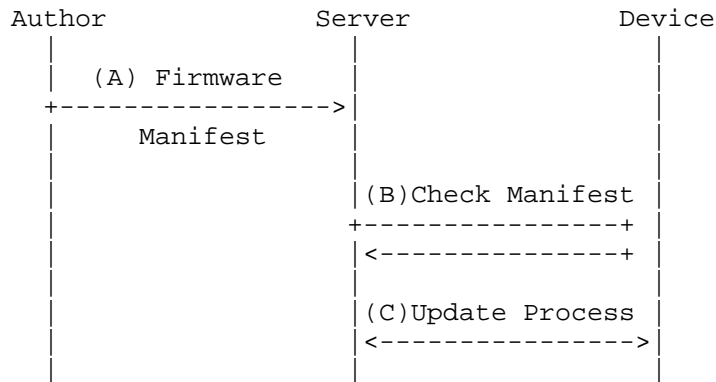 Author Server Device
(A) Firmware
Manifest
(B)Check Manifest
(C)Update Process